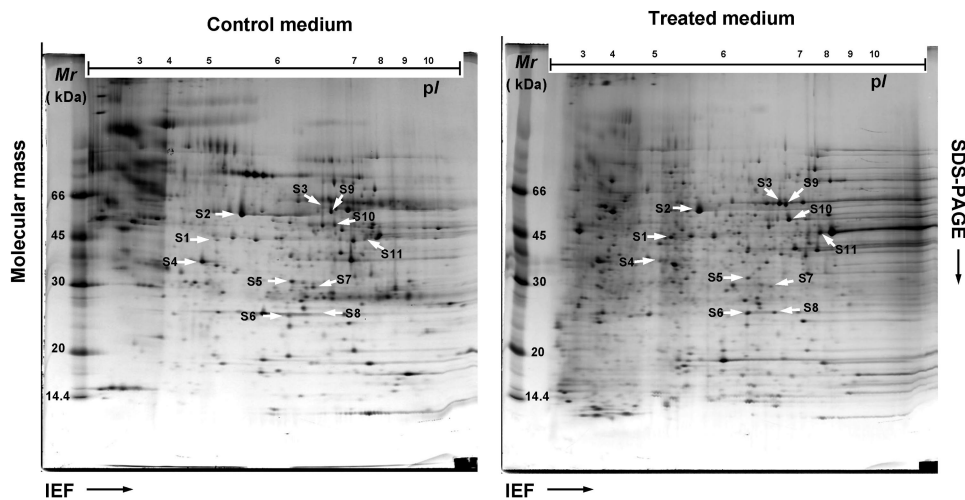 Control medium
Treated medium
3 4 5 6 7 8 9 10
3 4 5 6 7 8 9 10
Mr
( kDa)
pI
Mr
( kDa)
pI
Molecular mass
SDS-PAGE
66
45
30
20
14.4
S3 S9
S2 S10
S1 S11
S4
S5 S7
S6 S8
66
45
30
20
14.4
S3 S9
S2 S10
S1
S11
S4
S5 S7
S6 S8
IEF
IEF